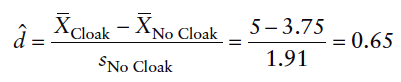 d̂ = (X̄Cloak − X̄No Cloak) / sNo Cloak = (5 − 3.75) / 1.91 = 0.65